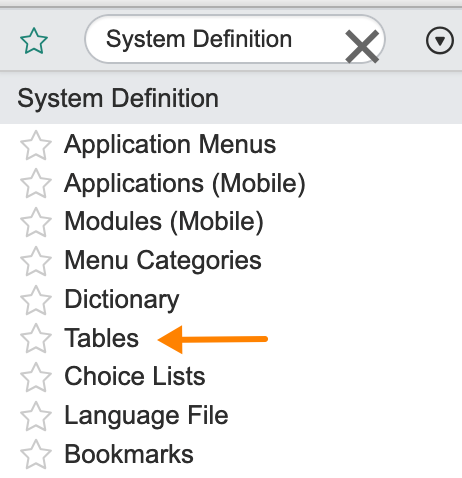 System Definition
System Definition
Application Menus
Applications (Mobile)
Modules (Mobile)
Menu Categories
Dictionary
Tables
Choice Lists
Language File
Bookmarks